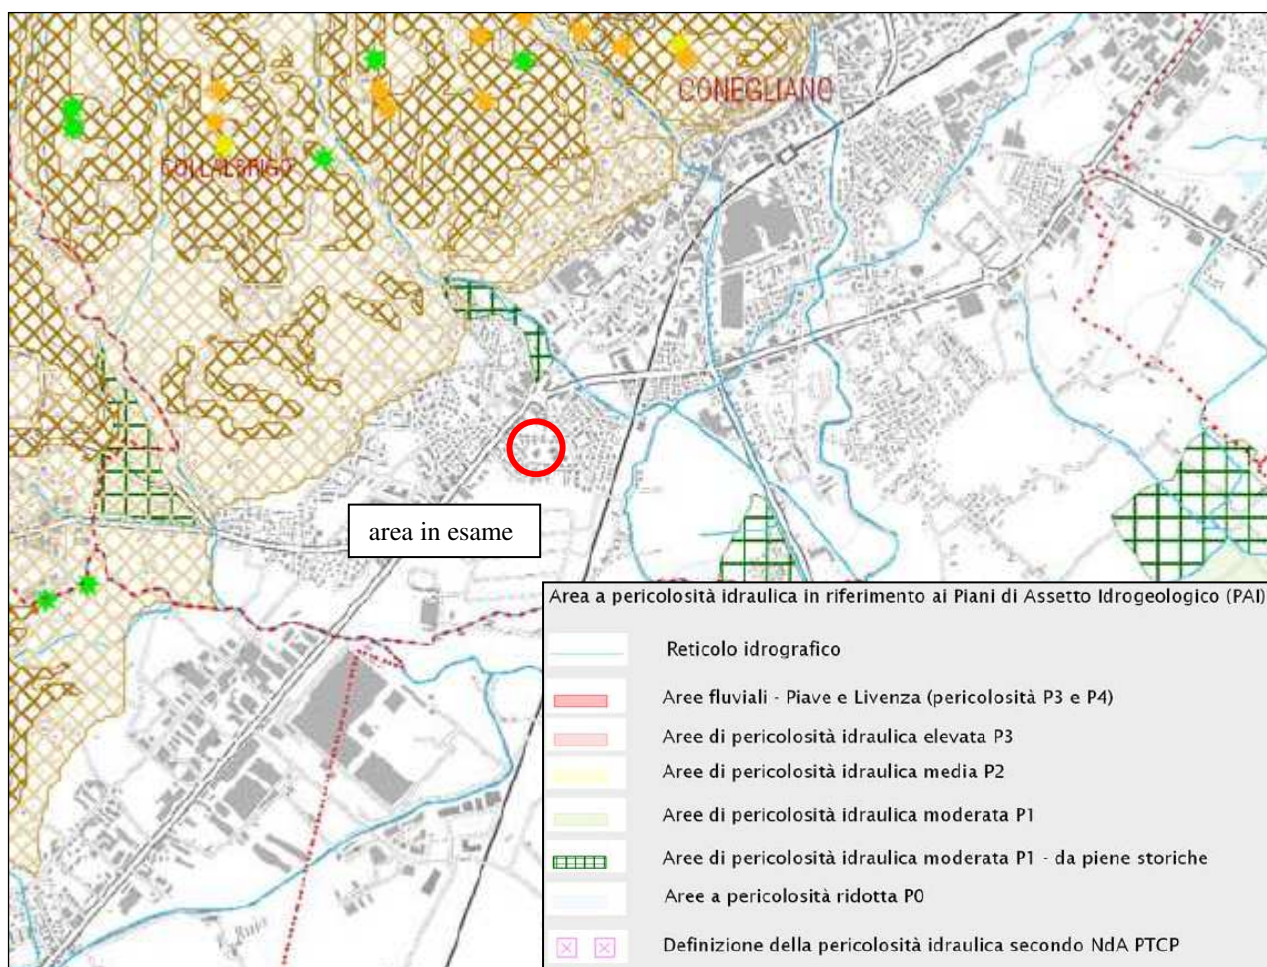 CONEGLIANO
COLLALBRIGO
area in esame
Area a pericolosità idraulica in riferimento ai Piani di Assetto Idrogeologico (PAI)
Reticolo idrografico
Aree fluviali - Piave e Livenza (pericolosità P3 e P4)
Aree di pericolosità idraulica elevata P3
Aree di pericolosità idraulica media P2
Aree di pericolosità idraulica moderata P1
Aree di pericolosità idraulica moderata P1 - da piene storiche
Aree a pericolosità ridotta P0
Definizione della pericolosità idraulica secondo NdA PTCP